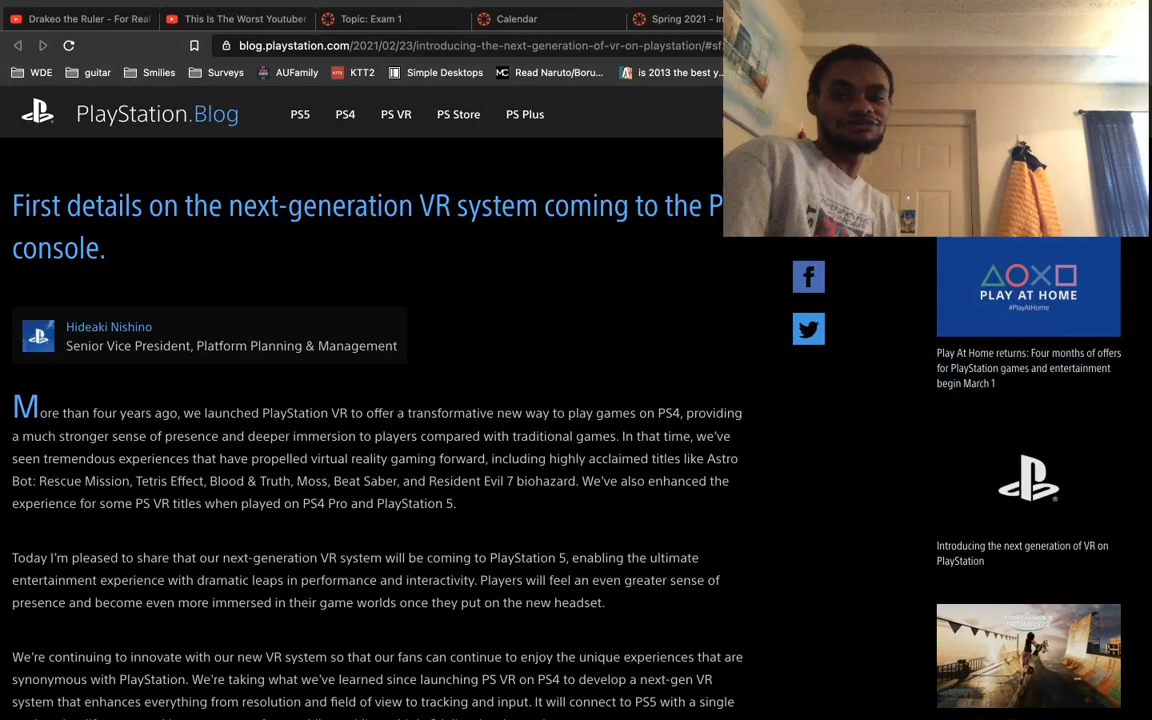 Drakeo the Ruler - For Real
This Is The Worst Youtuber
Topic: Exam 1
Calendar
Spring 2021 - In
blog.playstation.com/2021/02/23/introducing-the-next-generation-of-vr-on-playstation/#sf
WDE
guitar
Smilies
Surveys
AUFamily
KTT2
Simple Desktops
MC
Read Naruto/Boru...
is 2013 the best y...
PlayStation.Blog
PS5
PS4
PS VR
PS Store
PS Plus
First details on the next-generation VR system coming to the P
console.
Hideaki Nishino
Senior Vice President, Platform Planning & Management
More than four years ago, we launched PlayStation VR to offer a transformative new way to play games on PS4, providing
a much stronger sense of presence and deeper immersion to players compared with traditional games. In that time, we've
seen tremendous experiences that have propelled virtual reality gaming forward, including highly acclaimed titles like Astro
Bot: Rescue Mission, Tetris Effect, Blood & Truth, Moss, Beat Saber, and Resident Evil 7 biohazard. We've also enhanced the
experience for some PS VR titles when played on PS4 Pro and PlayStation 5.
Today I'm pleased to share that our next-generation VR system will be coming to PlayStation 5, enabling the ultimate
entertainment experience with dramatic leaps in performance and interactivity. Players will feel an even greater sense of
presence and become even more immersed in their game worlds once they put on the new headset.
We're continuing to innovate with our new VR system so that our fans can continue to enjoy the unique experiences that are
synonymous with PlayStation. We're taking what we've learned since launching PS VR on PS4 to develop a next-gen VR
system that enhances everything from resolution and field of view to tracking and input. It will connect to PS5 with a single
PLAY AT HOME
#PlayAtHome
Play At Home returns: Four months of offers
for PlayStation games and entertainment
begin March 1
Introducing the next generation of VR on
PlayStation